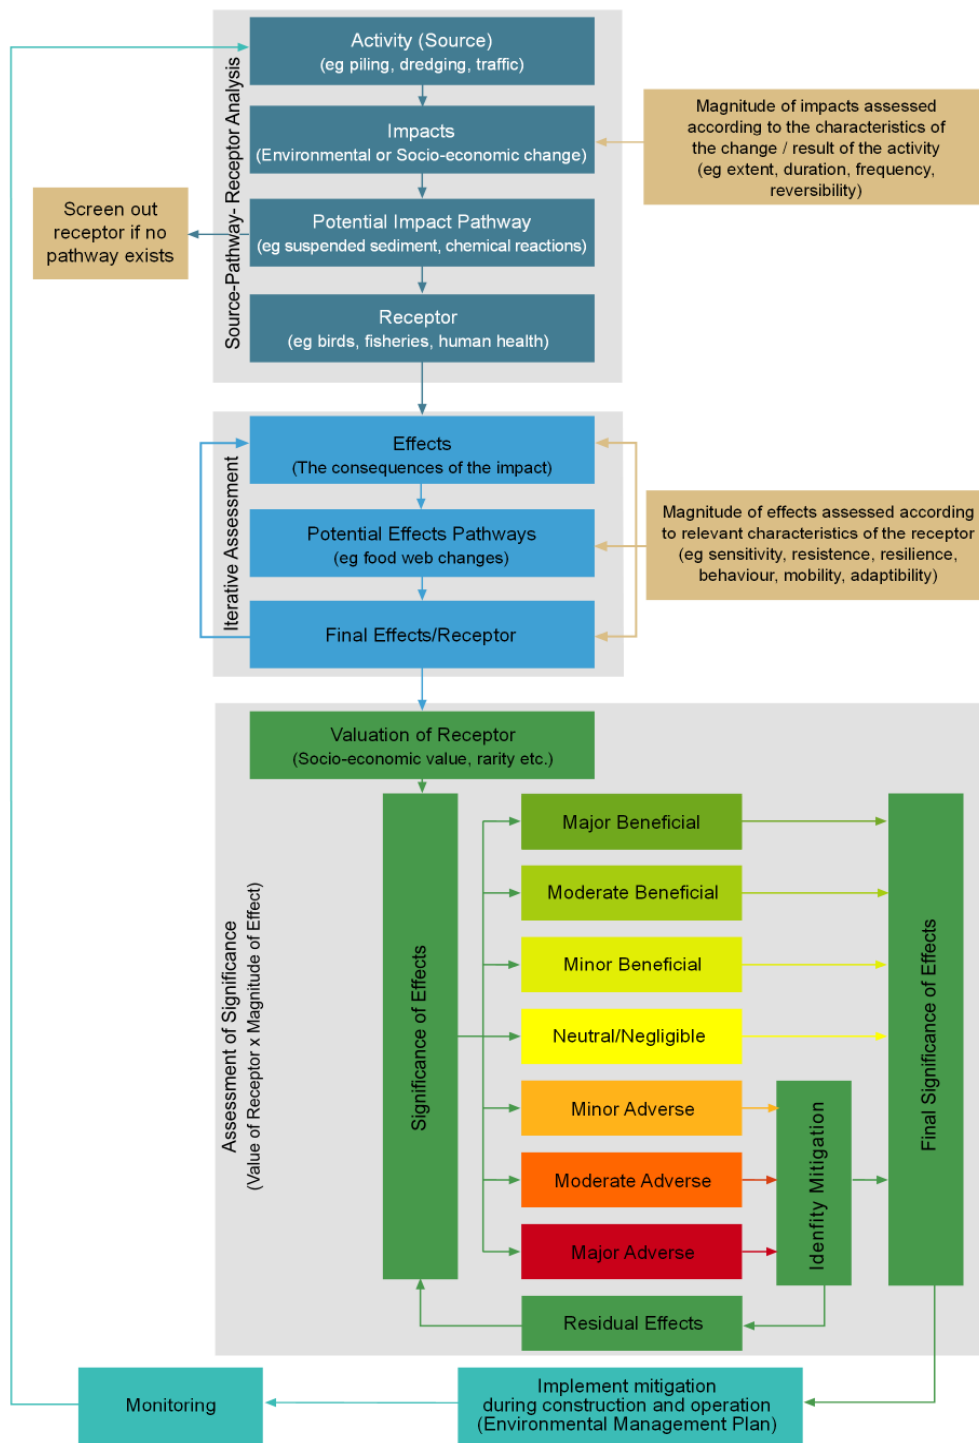 Activity (Source)
(eg piling, dredging, traffic)
Impacts
(Environmental or Socio-economic change)
Magnitude of impacts assessed
according to the characteristics of
the change / result of the activity
(eg extent, duration, frequency,
reversibility)
Potential Impact Pathway
(eg suspended sediment, chemical reactions)
Screen out
receptor if no
pathway exists
Receptor
(eg birds, fisheries, human health)
Source-Pathway- Receptor Analysis
Effects
(The consequences of the impact)
Potential Effects Pathways
(eg food web changes)
Magnitude of effects assessed according
to relevant characteristics of the receptor
(eg sensitivity, resistence, resilience,
behaviour, mobility, adaptibility)
Final Effects/Receptor
Iterative Assessment
Valuation of Receptor
(Socio-economic value, rarity etc.)
Assessment of Significance
(Value of Receptor x Magnitude of Effect)
Significance of Effects
Major Beneficial
Moderate Beneficial
Minor Beneficial
Neutral/Negligible
Minor Adverse
Moderate Adverse
Major Adverse
Idenfity Mitigation
Final Significance of Effects
Residual Effects
Implement mitigation
during construction and operation
(Environmental Management Plan)
Monitoring